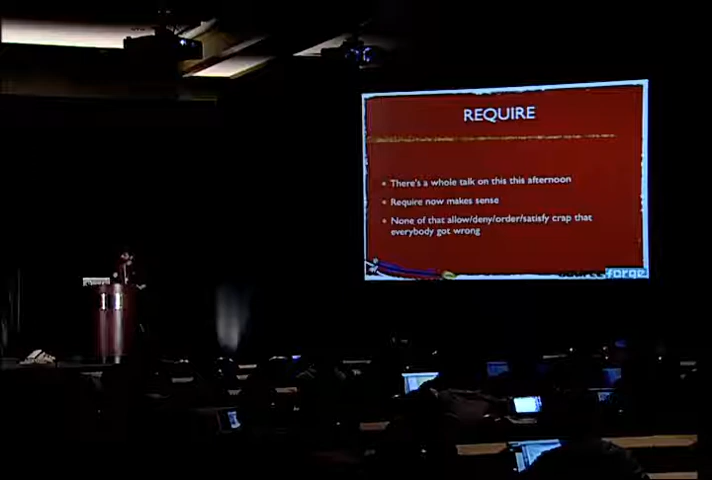 REQUIRE
There's a whole talk on this this afternoon
Require now makes sense
None of that allow/deny/order/satisfy crap that
everybody got wrong
sourceforge